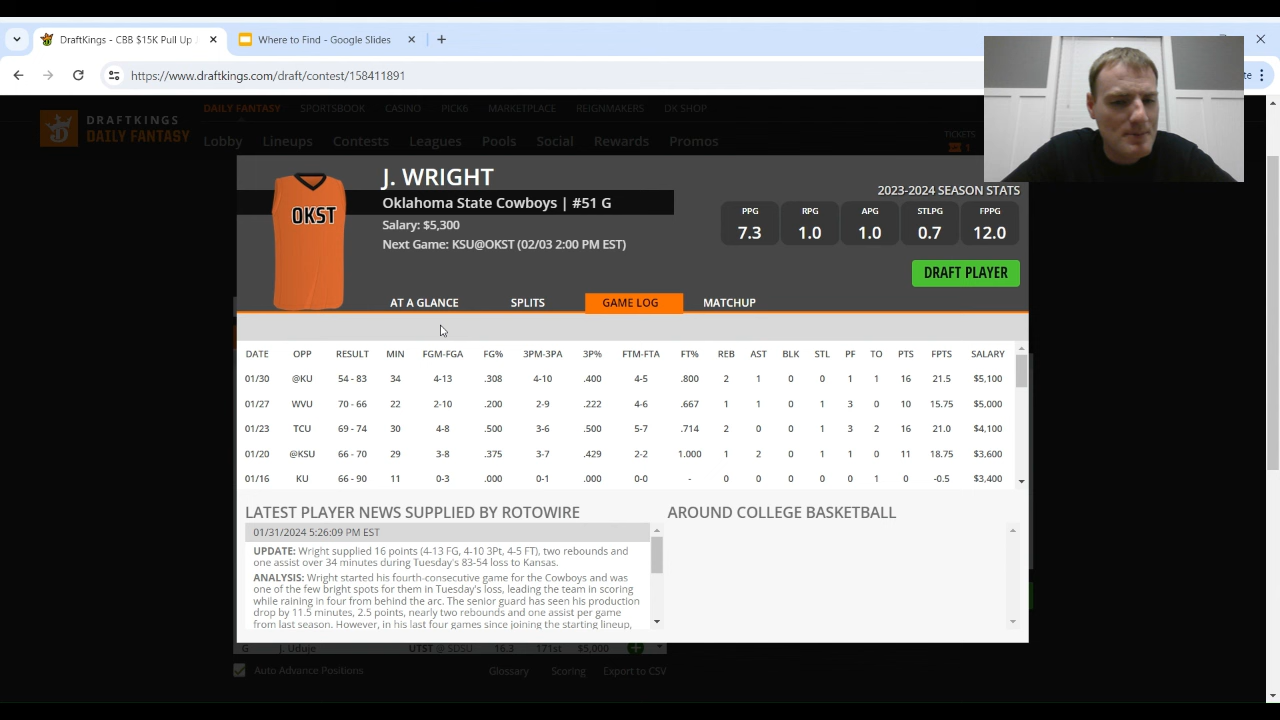 DraftKings - CBB $15K Pull Up
Where to Find - Google Slides
https://www.draftkings.com/draft/contest/158411891
DRAFTKINGS
DAILY FANTASY
DAILY FANTASY SPORTSBOOK CASINO PICK6 MARKETPLACE REIGNMAKERS DK SHOP
Lobby Lineups Contests Leagues Pools Social Rewards Promos
TICKETS
1
OKST
J. WRIGHT
Oklahoma State Cowboys | #51 G
Salary: $5,300
Next Game: KSU@OKST (02/03 2:00 PM EST)
2023-2024 SEASON STATS
PPG RPG APG STLPG FPPG
7.3 1.0 1.0 0.7 12.0
DRAFT PLAYER
AT A GLANCE SPLITS GAME LOG MATCHUP
DATE OPP RESULT MIN FGM-FGA FG% 3PM-3PA 3P% FTM-FTA FT% REB AST BLK STL PF TO PTS FPTS SALARY
01/30 @KU 54 - 83 34 4-13 .308 4-10 .400 4-5 .800 2 1 0 0 1 1 16 21.5 $5,100
01/27 WVU 70 - 66 22 2-10 .200 2-9 .222 4-6 .667 1 1 0 1 3 0 10 15.75 $5,000
01/23 TCU 69 - 74 30 4-8 .500 3-6 .500 5-7 .714 2 0 0 1 3 2 16 21.0 $4,100
01/20 @KSU 66 - 70 29 3-8 .375 3-7 .429 2-2 1.000 1 2 0 1 1 0 11 18.75 $3,600
01/16 KU 66 - 90 11 0-3 .000 0-1 .000 0-0 - 0 0 0 0 0 1 0 -0.5 $3,400
LATEST PLAYER NEWS SUPPLIED BY ROTOWIRE
01/31/2024 5:26:09 PM EST
UPDATE: Wright supplied 16 points (4-13 FG, 4-10 3Pt, 4-5 FT), two rebounds and
one assist over 34 minutes during Tuesday's 83-54 loss to Kansas.
ANALYSIS: Wright started his fourth-consecutive game for the Cowboys and was
one of the few bright spots for them in Tuesday's loss, leading the team in scoring
while raining in four from behind the arc. The senior guard has seen his production
drop by 11.5 minutes, 2.5 points, nearly two rebounds and one assist per game
from last season. However, in his last four games since joining the starting lineup,
AROUND COLLEGE BASKETBALL
G J. Uduje UTST @ SDSU 16.3 171st $5,000
Auto Advance Positions
Glossary Scoring Export to CSV